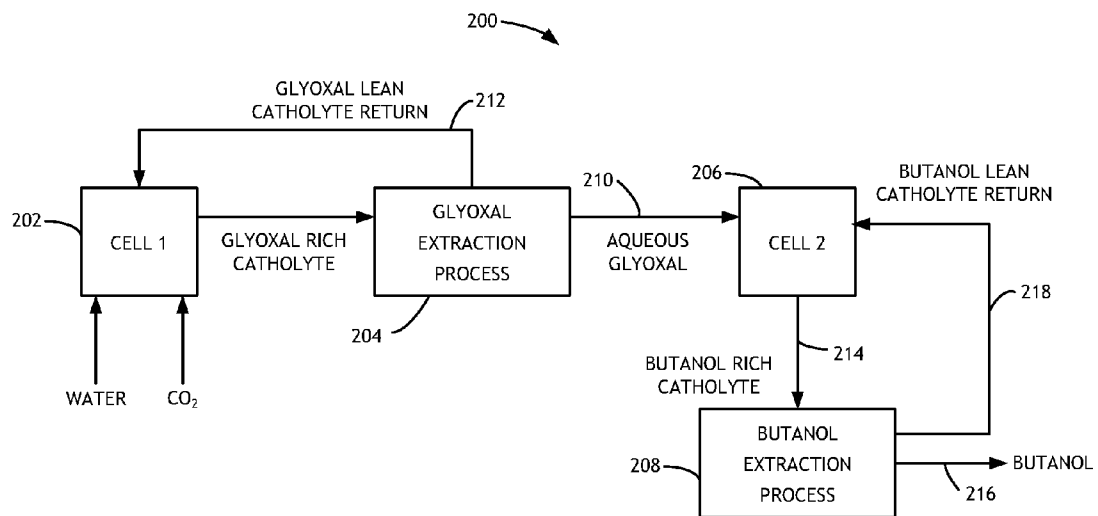 200
GLYOXAL LEAN
CATHOLYTE RETURN
212
202
CELL 1
GLYOXAL RICH
CATHOLYTE
GLYOXAL
EXTRACTION
PROCESS
204
210
AQUEOUS
GLYOXAL
206
CELL 2
BUTANOL LEAN
CATHOLYTE RETURN
218
WATER
CO₂
214
BUTANOL RICH
CATHOLYTE
208
BUTANOL
EXTRACTION
PROCESS
216
BUTANOL